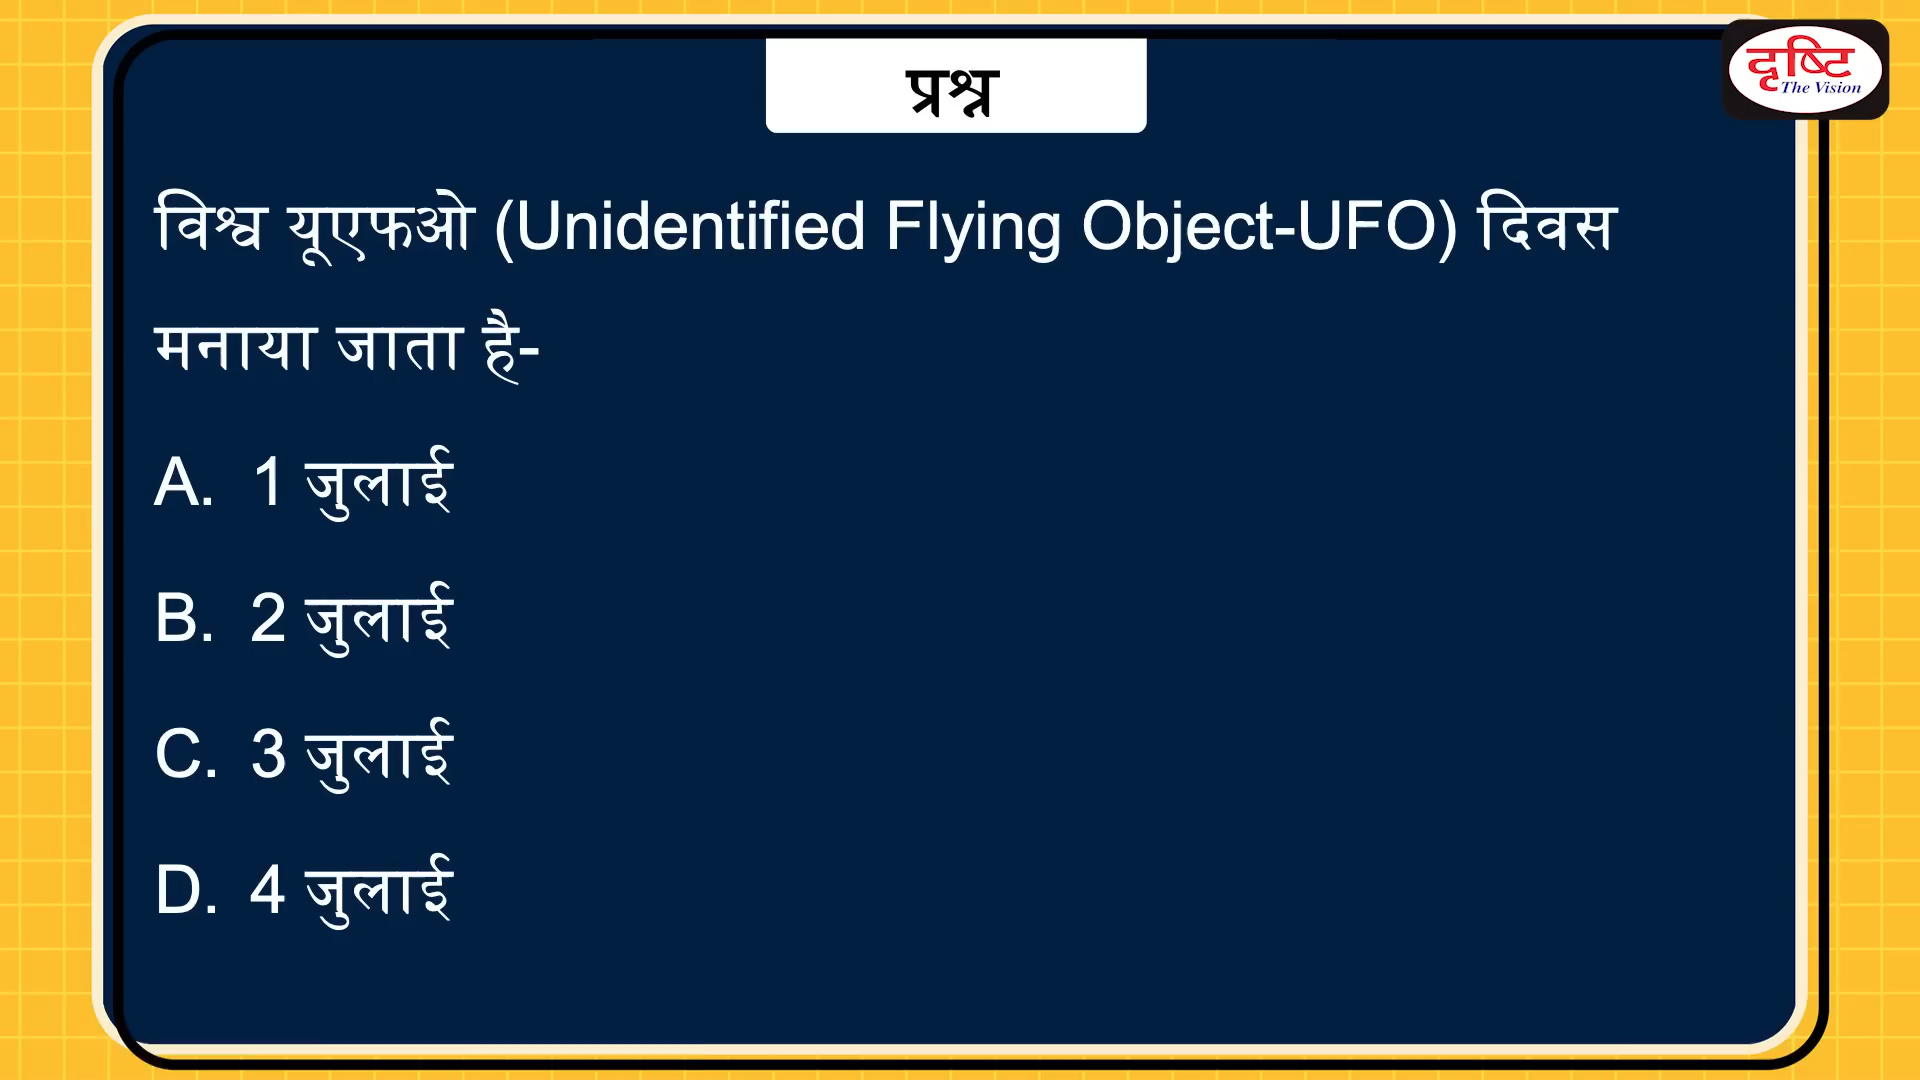 प्रश्न
दृष्टि
The Vision
विश्व यूएफओ (Unidentified Flying Object-UFO) दिवस
मनाया जाता है-
A. 1 जुलाई
B. 2 जुलाई
C. 3 जुलाई
D. 4 जुलाई